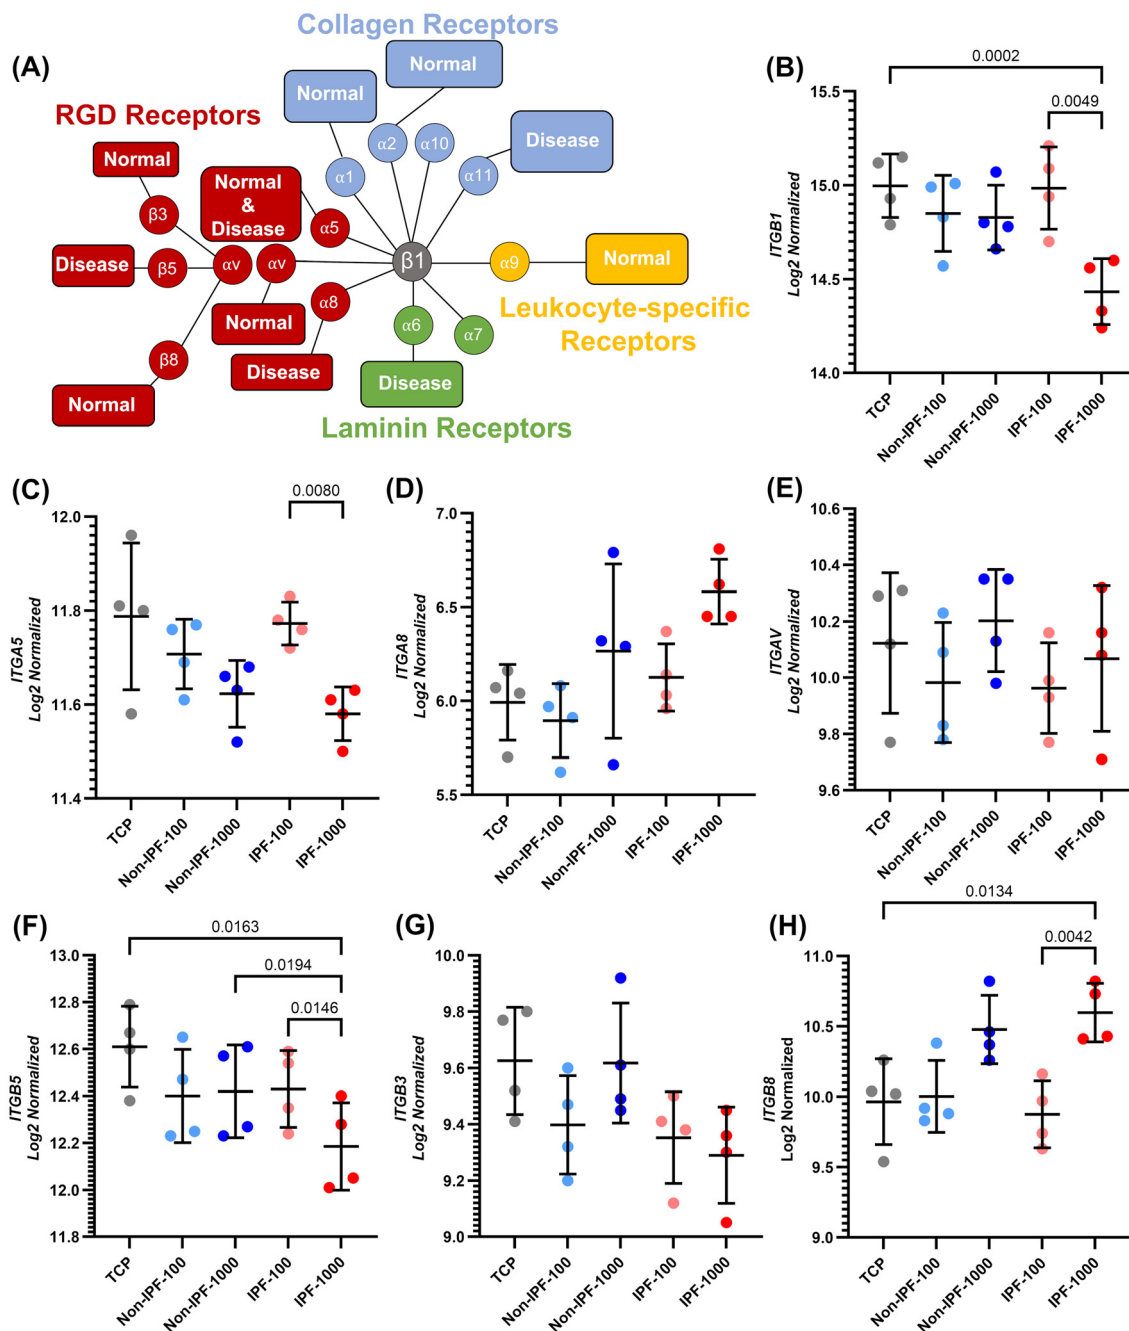 (A)
Collagen Receptors
Normal
Normal
RGD Receptors
Disease
Normal
Normal
&
Disease
α1
α2
α10
α11
β3
α5
Disease
β5
αv
αv
β1
α9
Normal
Normal
α8
Leukocyte-specific
Receptors
β8
α6
α7
Disease
Disease
Normal
Laminin Receptors
(B)
0.0002
0.0049
15.5
15.0
14.5
14.0
ITGB1
Log2 Normalized
TCP
Non-IPF-100
Non-IPF-1000
IPF-100
IPF-1000
(C)
0.0080
12.0
11.8
11.6
11.4
ITGA5
Log2 Normalized
TCP
Non-IPF-100
Non-IPF-1000
IPF-100
IPF-1000
(D)
7.0
6.5
6.0
5.5
ITGA8
Log2 Normalized
TCP
Non-IPF-100
Non-IPF-1000
IPF-100
IPF-1000
(E)
10.6
10.4
10.2
10.0
9.8
9.6
ITGAV
Log2 Normalized
TCP
Non-IPF-100
Non-IPF-1000
IPF-100
IPF-1000
(F)
0.0163
0.0194
0.0146
13.0
12.8
12.6
12.4
12.2
12.0
11.8
ITGB5
Log2 Normalized
TCP
Non-IPF-100
Non-IPF-1000
IPF-100
IPF-1000
(G)
10.0
9.8
9.6
9.4
9.2
9.0
ITGB3
Log2 Normalized
TCP
Non-IPF-100
Non-IPF-1000
IPF-100
IPF-1000
(H)
0.0134
0.0042
11.0
10.5
10.0
9.5
9.0
ITGB8
Log2 Normalized
TCP
Non-IPF-100
Non-IPF-1000
IPF-100
IPF-1000